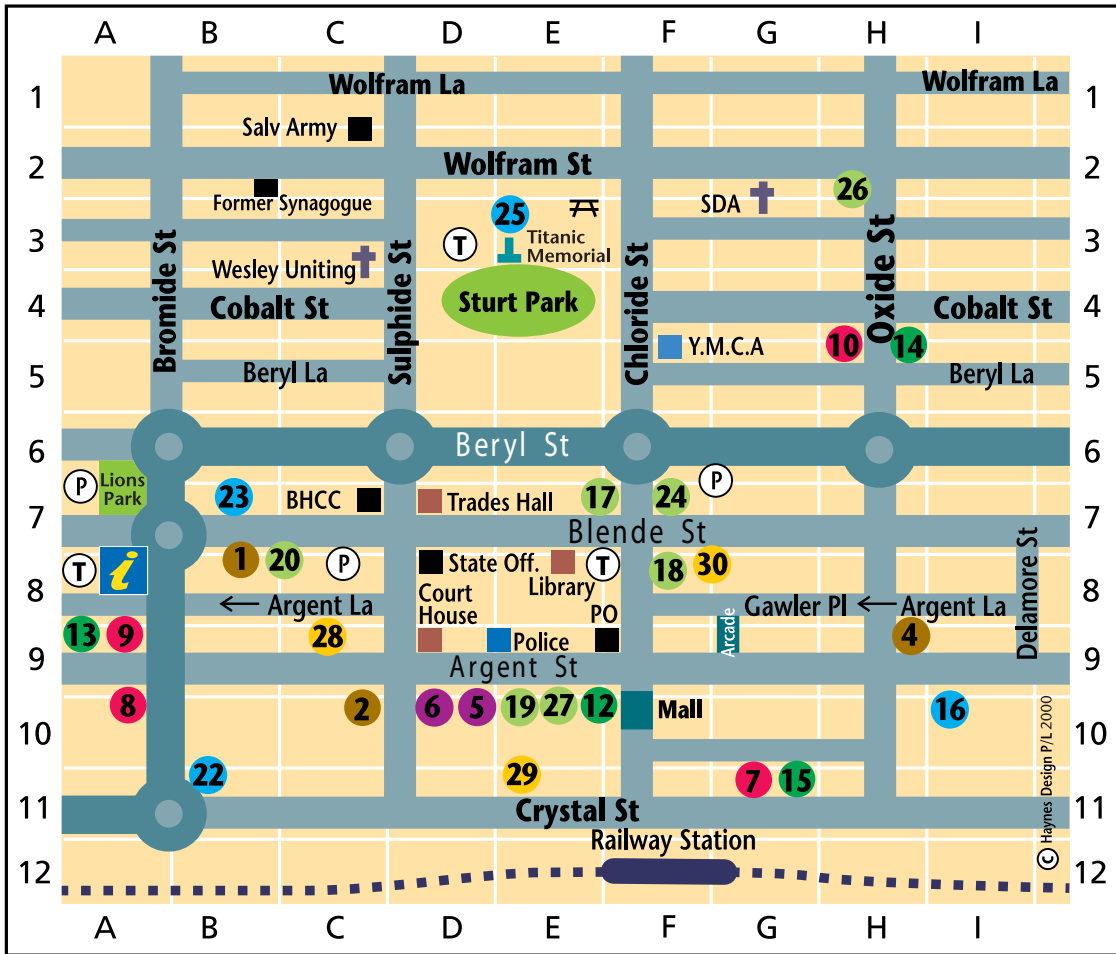 A B C D E F G H I
1 Wolfram La Wolfram La 1
Salv Army
2 Wolfram St 2
Former Synagogue
25
SDA
26
3 T Titanic 3
Memorial
Wesley Uniting
Bromide St
Sulphide St
Chloride St
Oxide St
4 Cobalt St Sturt Park Cobalt St 4
Y.M.C.A
10 14
5 Beryl La Beryl La 5
6 Beryl St 6
P Lions
Park
23 BHCC Trades Hall 17 24 P
7 Blende St 7
T i 1 20 P State Off. T 18 30
Library
Delamore St
8 ← Argent La Court
House
PO
Gawler Pl ← Argent La 8
13 9 28 Police Arcade 4
9 Argent St 9
8 2 6 5 19 27 12 Mall 16
10 10
22 29 7 15
11 Crystal St 11
Railway Station
12 12
© Haynes Design P/L 2000
A B C D E F G H I